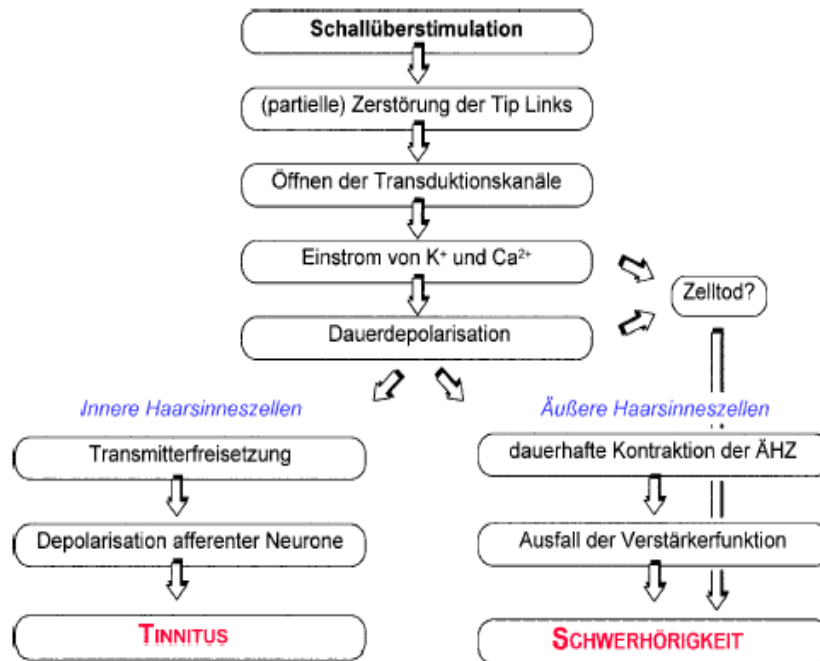 Schallüberstimulation
(partielle) Zerstörung der Tip Links
Öffnen der Transduktionskanäle
Einstrom von K⁺ und Ca²⁺
Zelltod?
Dauerdepolarisation
Innere Haarsinneszellen
Äußere Haarsinneszellen
Transmitterfreisetzung
dauerhafte Kontraktion der ÄHZ
Depolarisation afferenter Neurone
Ausfall der Verstärkerfunktion
TINNITUS
SCHWERHÖRIGKEIT